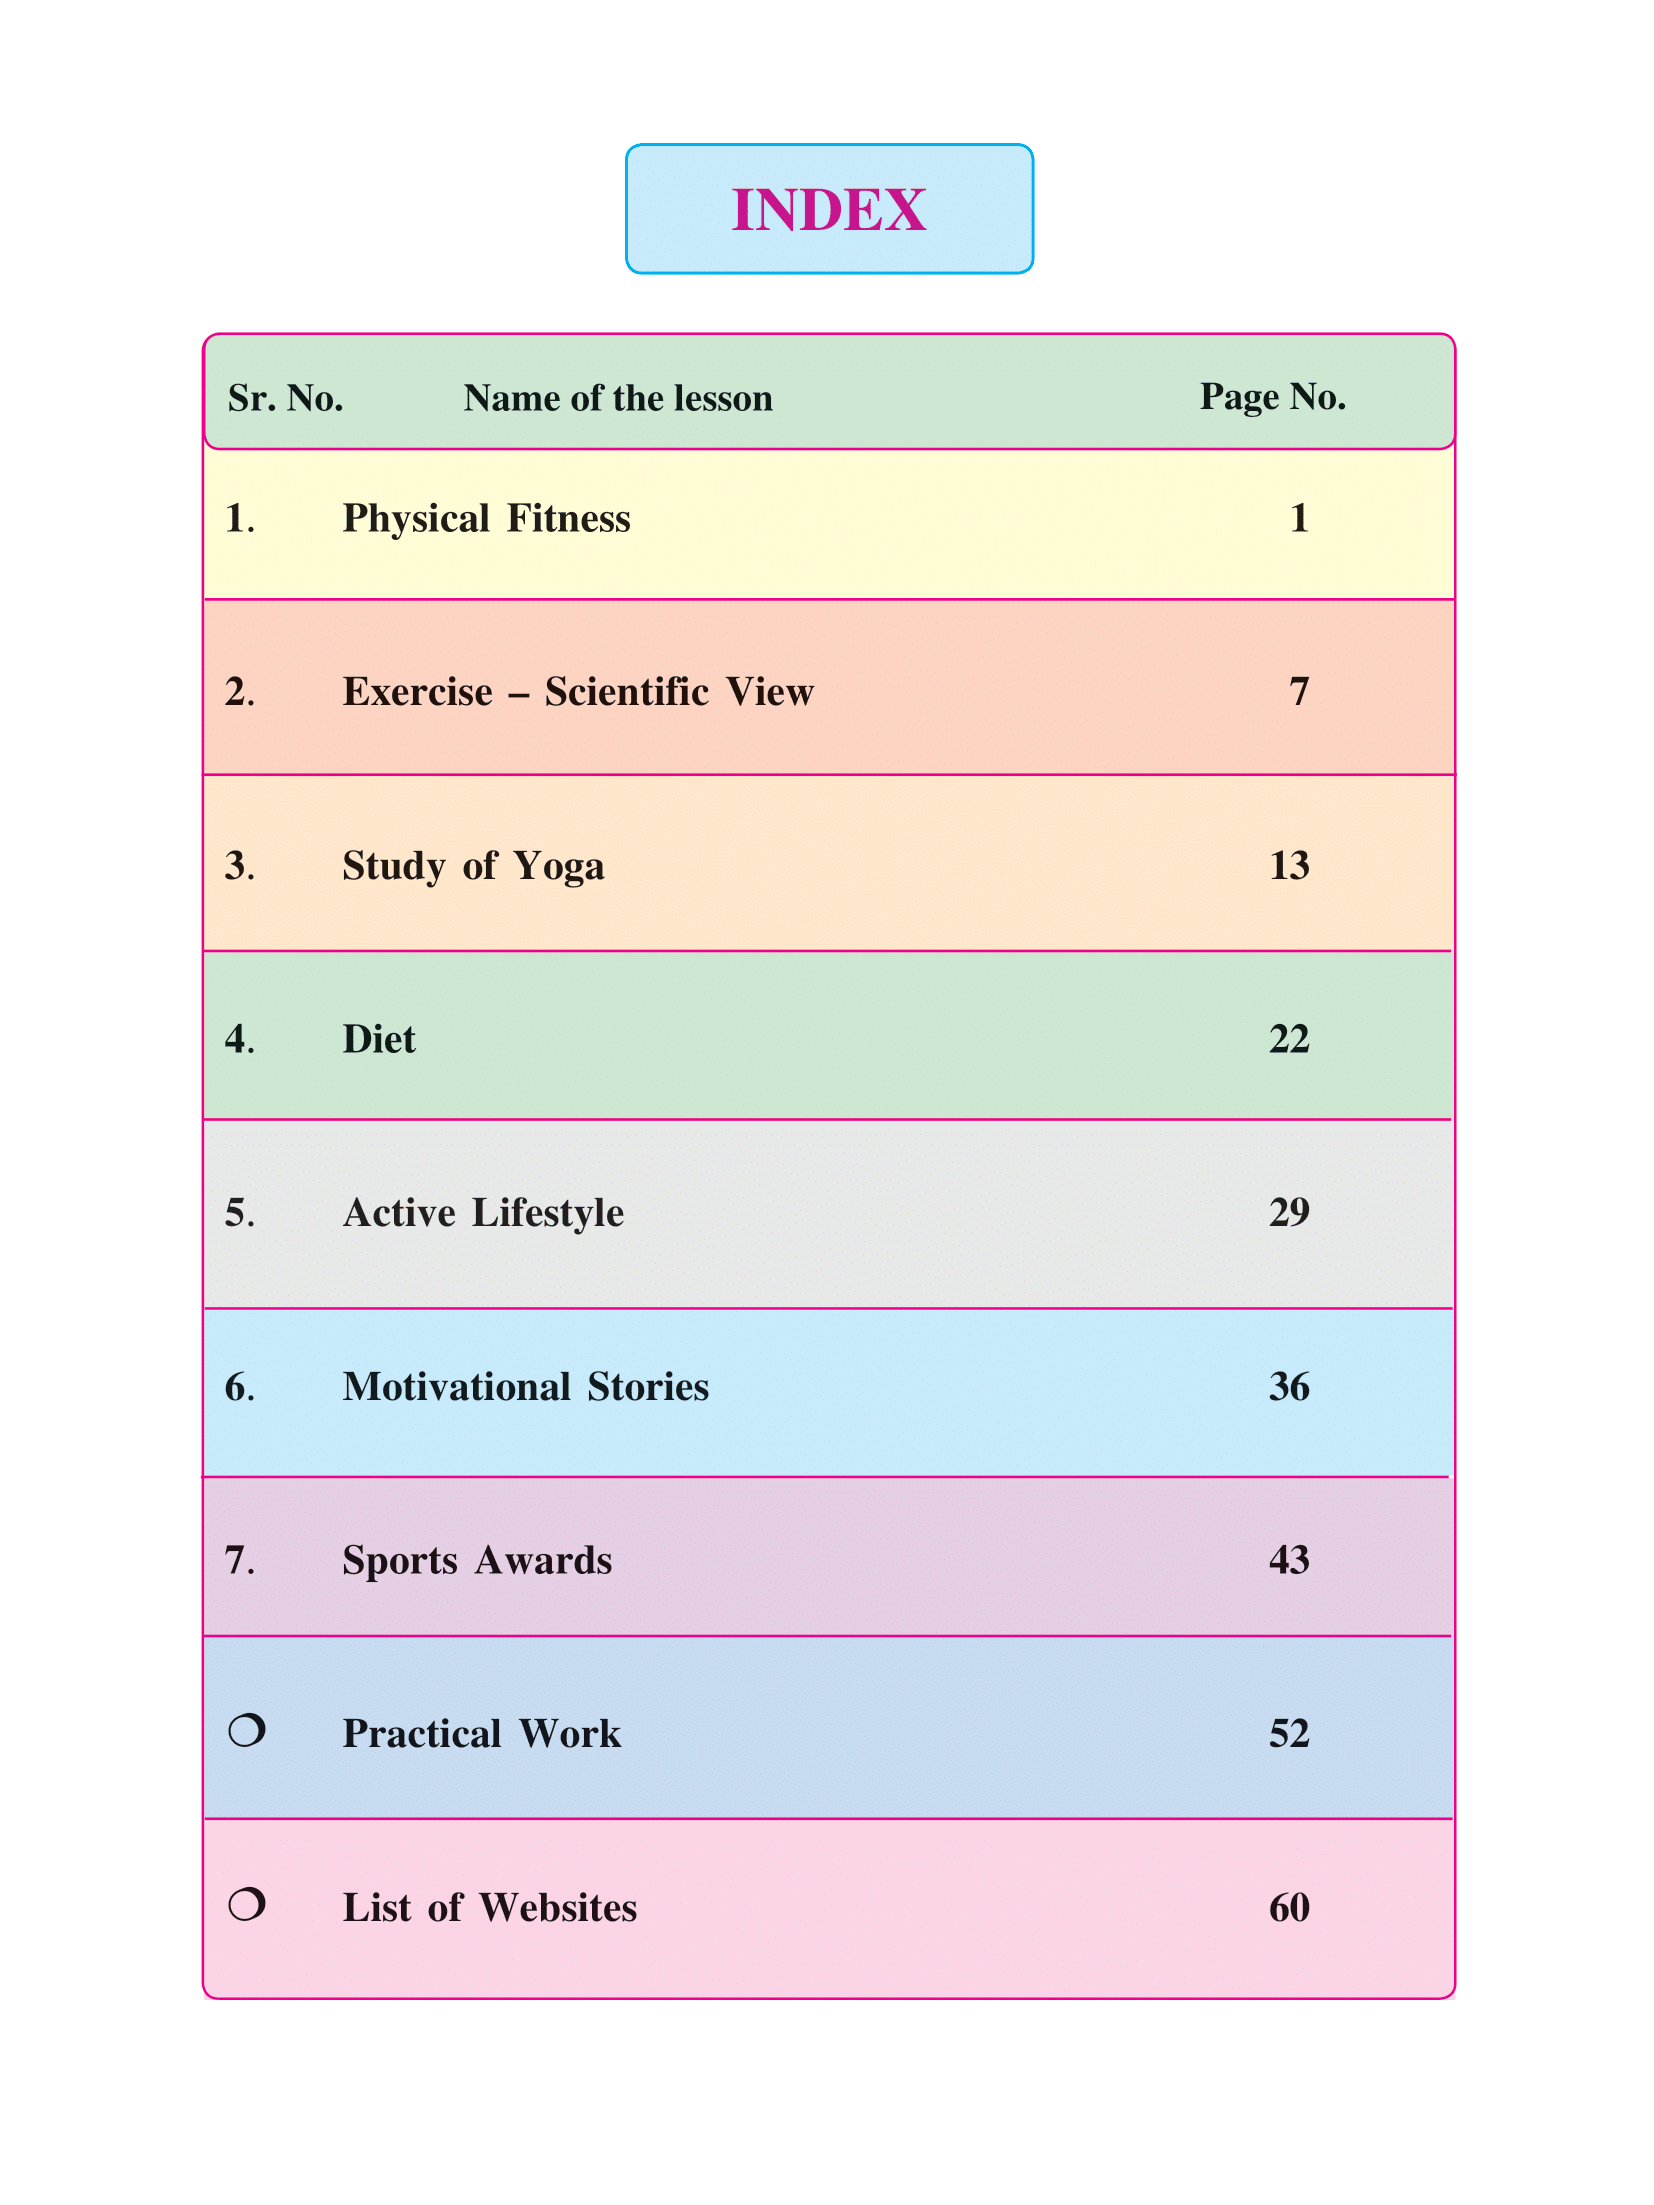 INDEX
Sr. No. Name of the lesson Page No.
1. Physical Fitness 1
2. Exercise – Scientific View 7
3. Study of Yoga 13
4. Diet 22
5. Active Lifestyle 29
6. Motivational Stories 36
7. Sports Awards 43
❍ Practical Work 52
❍ List of Websites 60